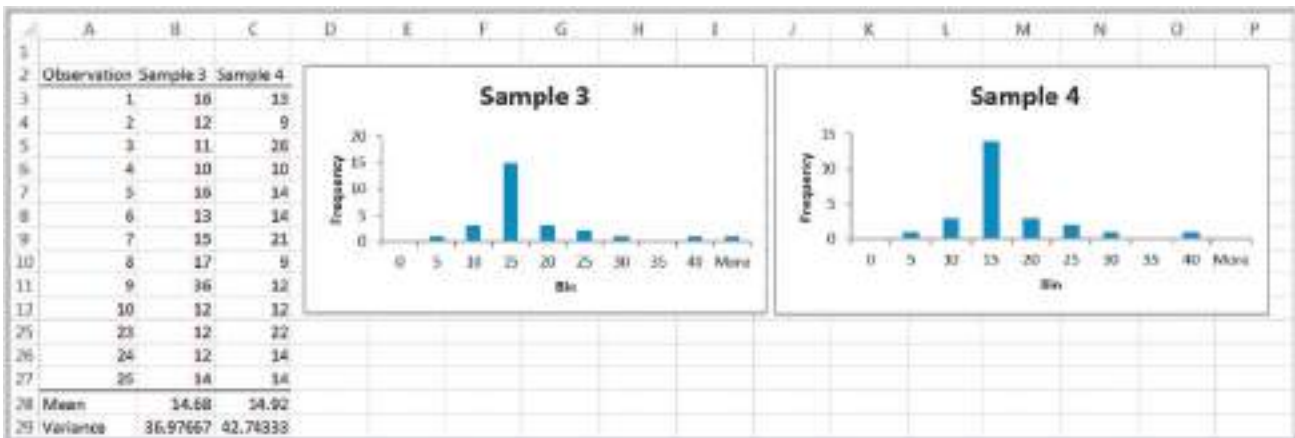 A B C D E F G H I J K L M N O P
1
2 Observation Sample 3 Sample 4
3 1 16 13
4 2 12 9
5 3 11 26
6 4 10 10
7 5 16 14
8 6 13 14
9 7 15 21
10 8 17 9
11 9 36 12
12 10 12 12
25 23 12 22
26 24 12 14
27 25 14 14
28 Mean 14.68 14.92
29 Variance 36.97667 42.74333
Sample 3
Frequency
20
15
10
5
0
0 5 10 15 20 25 30 35 40 More
Bin
Sample 4
Frequency
15
10
5
0
0 5 10 15 20 25 30 35 40 More
Bin